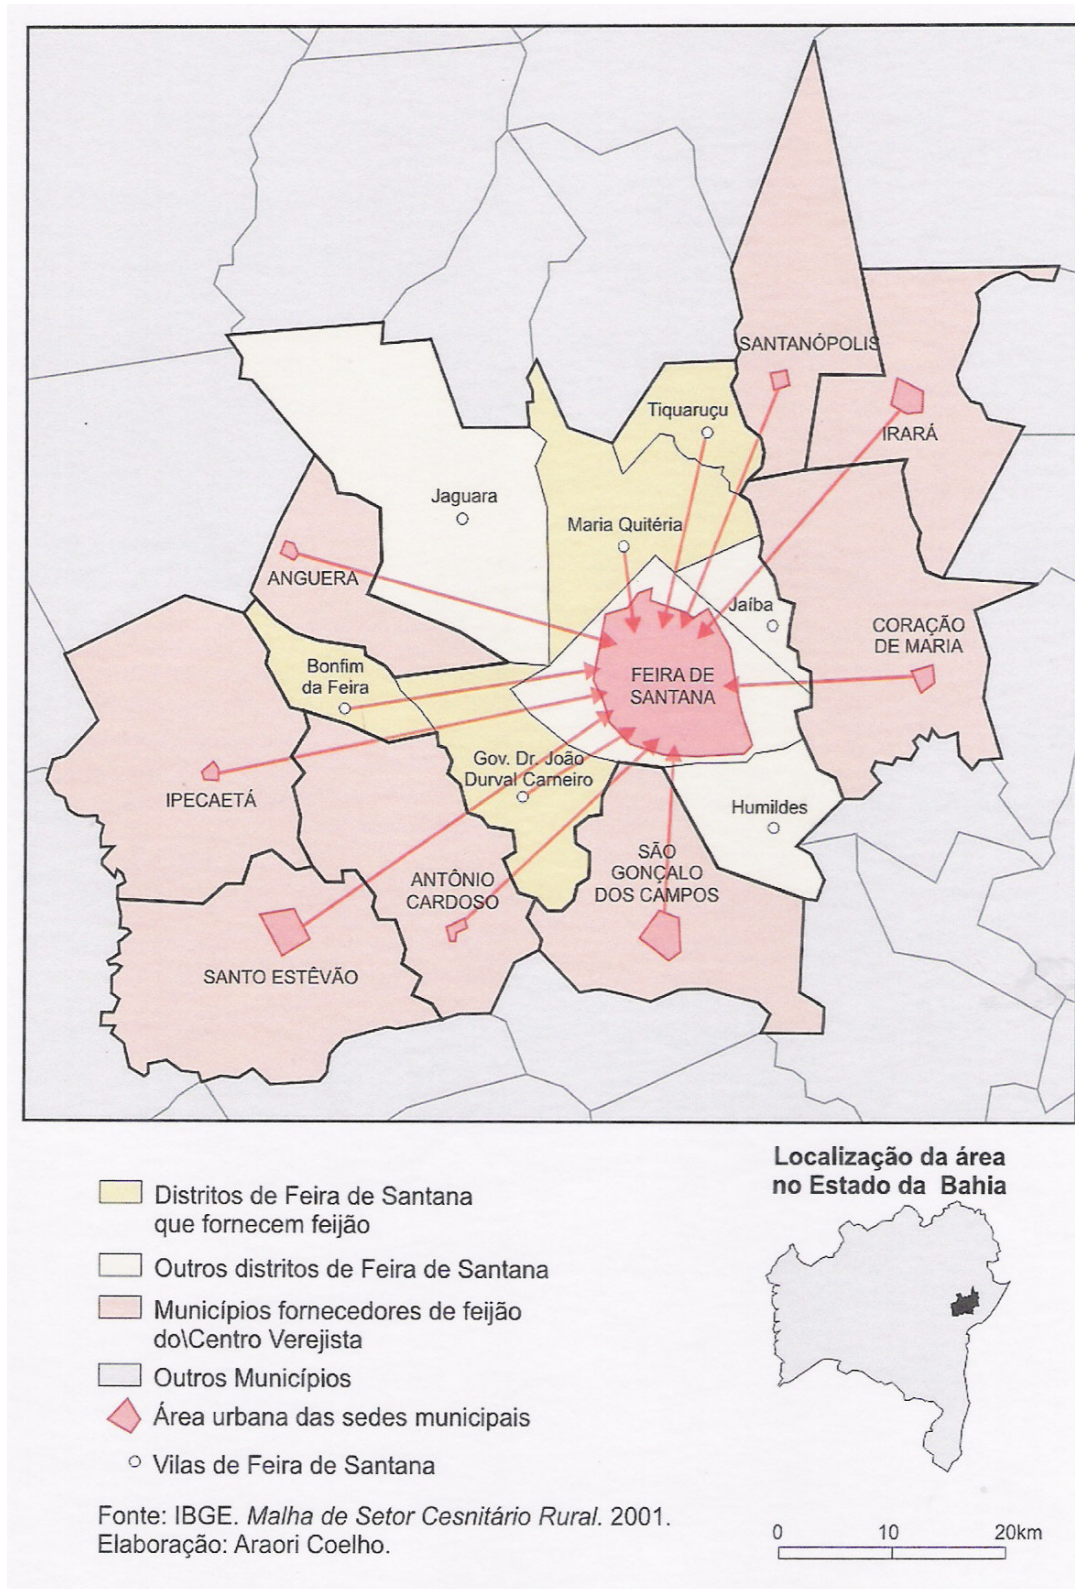 SANTANÓPOLIS
Tiquaruçu
IRARÁ
Jaguara
Maria Quitéria
ANGUERA
Jaíba
CORAÇÃO
DE MARIA
Bonfim
da Feira
FEIRA DE
SANTANA
Gov. Dr. João
Durval Carneiro
IPECAETÁ
Humildes
SÃO
GONÇALO
DOS CAMPOS
ANTÔNIO
CARDOSO
SANTO ESTÊVÃO
Localização da área
no Estado da Bahia
Distritos de Feira de Santana
que fornecem feijão
Outros distritos de Feira de Santana
Municípios fornecedores de feijão
do\Centro Verejista
Outros Municípios
Área urbana das sedes municipais
Vilas de Feira de Santana
Fonte: IBGE. Malha de Setor Cesnitário Rural. 2001.
Elaboração: Araori Coelho.
0 10 20km